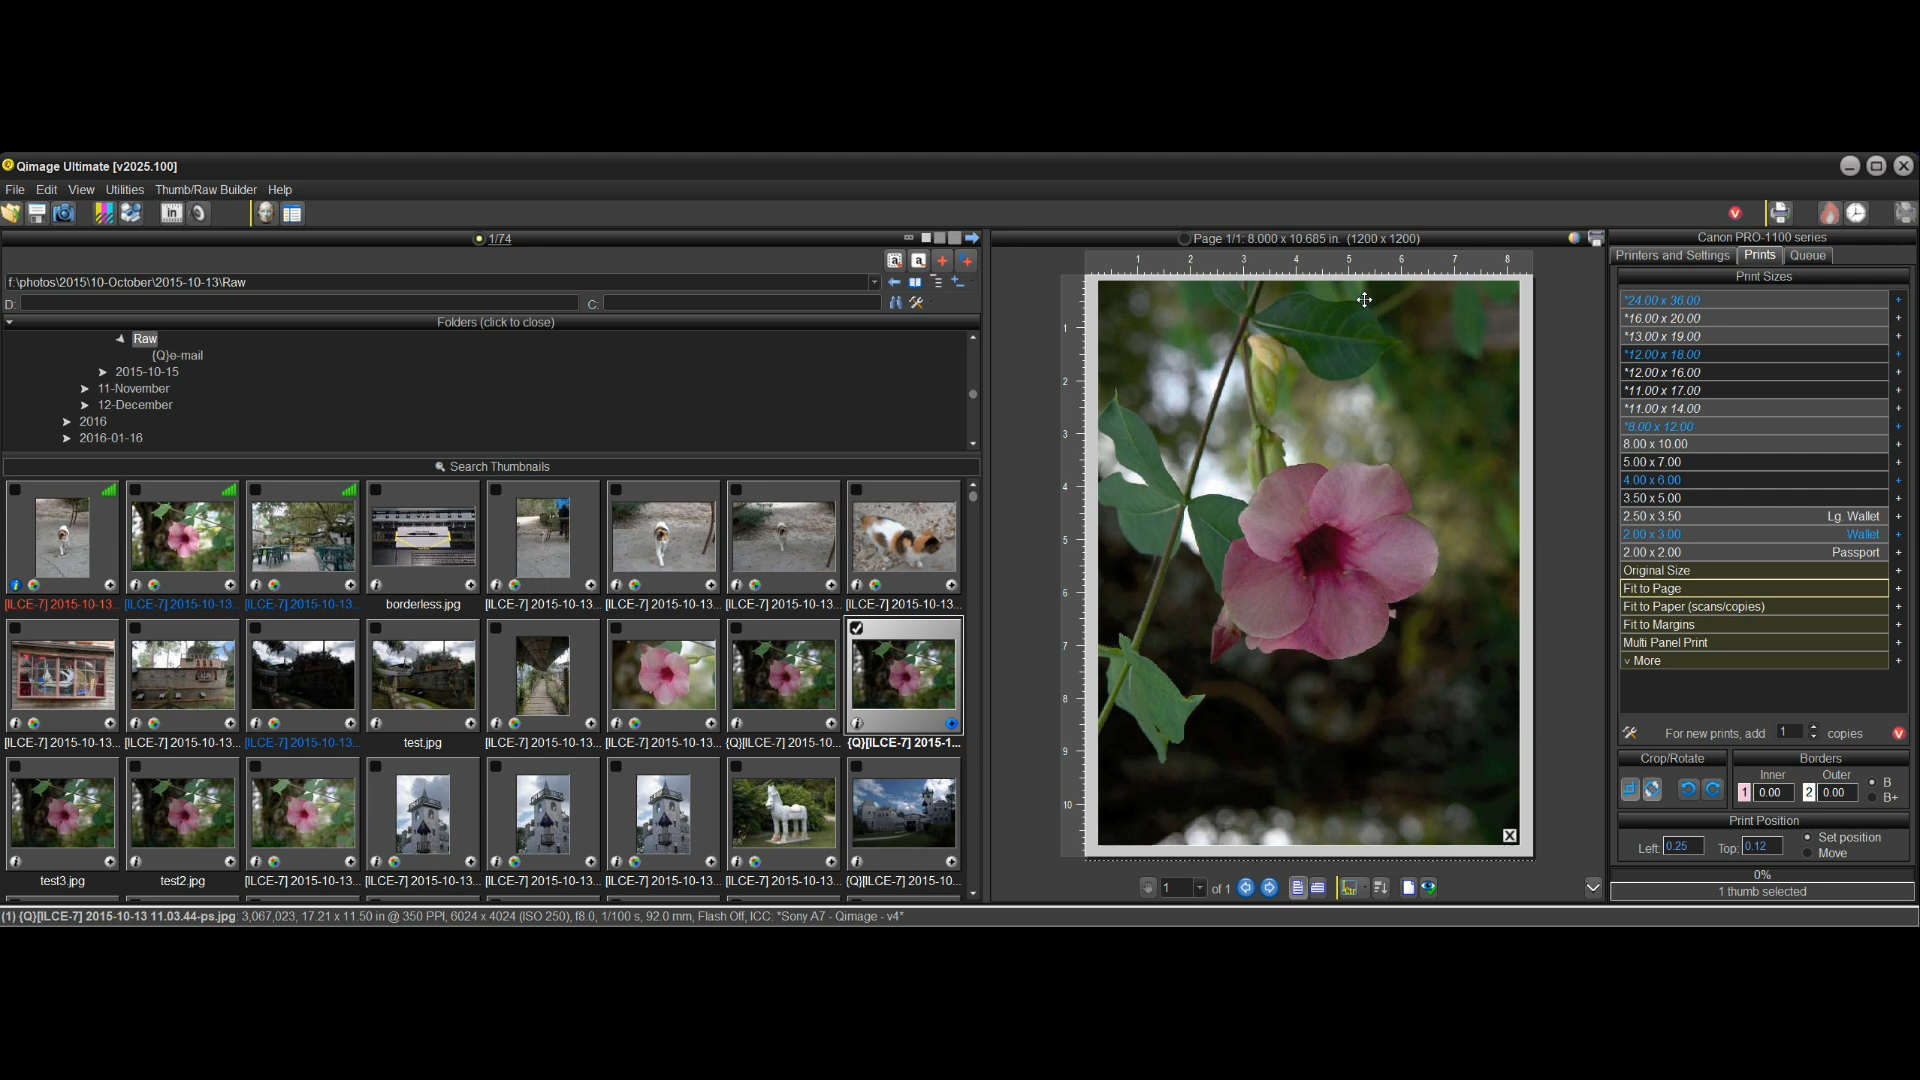 Qimage Ultimate [v2025.100]
File Edit View Utilities Thumb/Raw Builder Help
1/74
f:\photos\2015\10-October\2015-10-13\Raw
D:
C:
Folders (click to close)
Raw
{Q}e-mail
2015-10-15
11-November
12-December
2016
2016-01-16
Search Thumbnails
[ILCE-7] 2015-10-13... [ILCE-7] 2015-10-13... [ILCE-7] 2015-10-13... borderless.jpg [ILCE-7] 2015-10-13... [ILCE-7] 2015-10-13... [ILCE-7] 2015-10-13... [ILCE-7] 2015-10-13...
[ILCE-7] 2015-10-13... [ILCE-7] 2015-10-13... [ILCE-7] 2015-10-13... test.jpg [ILCE-7] 2015-10-13... [ILCE-7] 2015-10-13... {Q}[ILCE-7] 2015-10... {Q}[ILCE-7] 2015-1...
test3.jpg test2.jpg [ILCE-7] 2015-10-13... [ILCE-7] 2015-10-13... [ILCE-7] 2015-10-13... [ILCE-7] 2015-10-13... [ILCE-7] 2015-10-13... {Q}[ILCE-7] 2015-10...
(1) {Q}[ILCE-7] 2015-10-13 11.03.44-ps.jpg: 3,067,023, 17.21 x 11.50 in @ 350 PPI, 6024 x 4024 (ISO 250), f8.0, 1/100 s, 92.0 mm, Flash Off, ICC: *Sony A7 - Qimage - v4*
Page 1/1: 8.000 x 10.685 in. (1200 x 1200)
1 2 3 4 5 6 7 8
1
2
3
4
5
6
7
8
9
10
1 of 1
Canon PRO-1100 series
Printers and Settings Prints Queue
Print Sizes
*24.00 x 36.00 +
*16.00 x 20.00 +
*13.00 x 19.00 +
*12.00 x 18.00 +
*12.00 x 16.00 +
*11.00 x 17.00 +
*11.00 x 14.00 +
*8.00 x 12.00 +
8.00 x 10.00 +
5.00 x 7.00 +
4.00 x 6.00 +
3.50 x 5.00 +
2.50 x 3.50 Lg. Wallet +
2.00 x 3.00 Wallet +
2.00 x 2.00 Passport +
Original Size +
Fit to Page +
Fit to Paper (scans/copies) +
Fit to Margins +
Multi Panel Print +
v More +
For new prints, add 1 copies
Crop/Rotate
Borders
Inner Outer
1 0.00 2 0.00
B
B+
Print Position
Left: 0.25 Top: 0.12
Set position
Move
0%
1 thumb selected